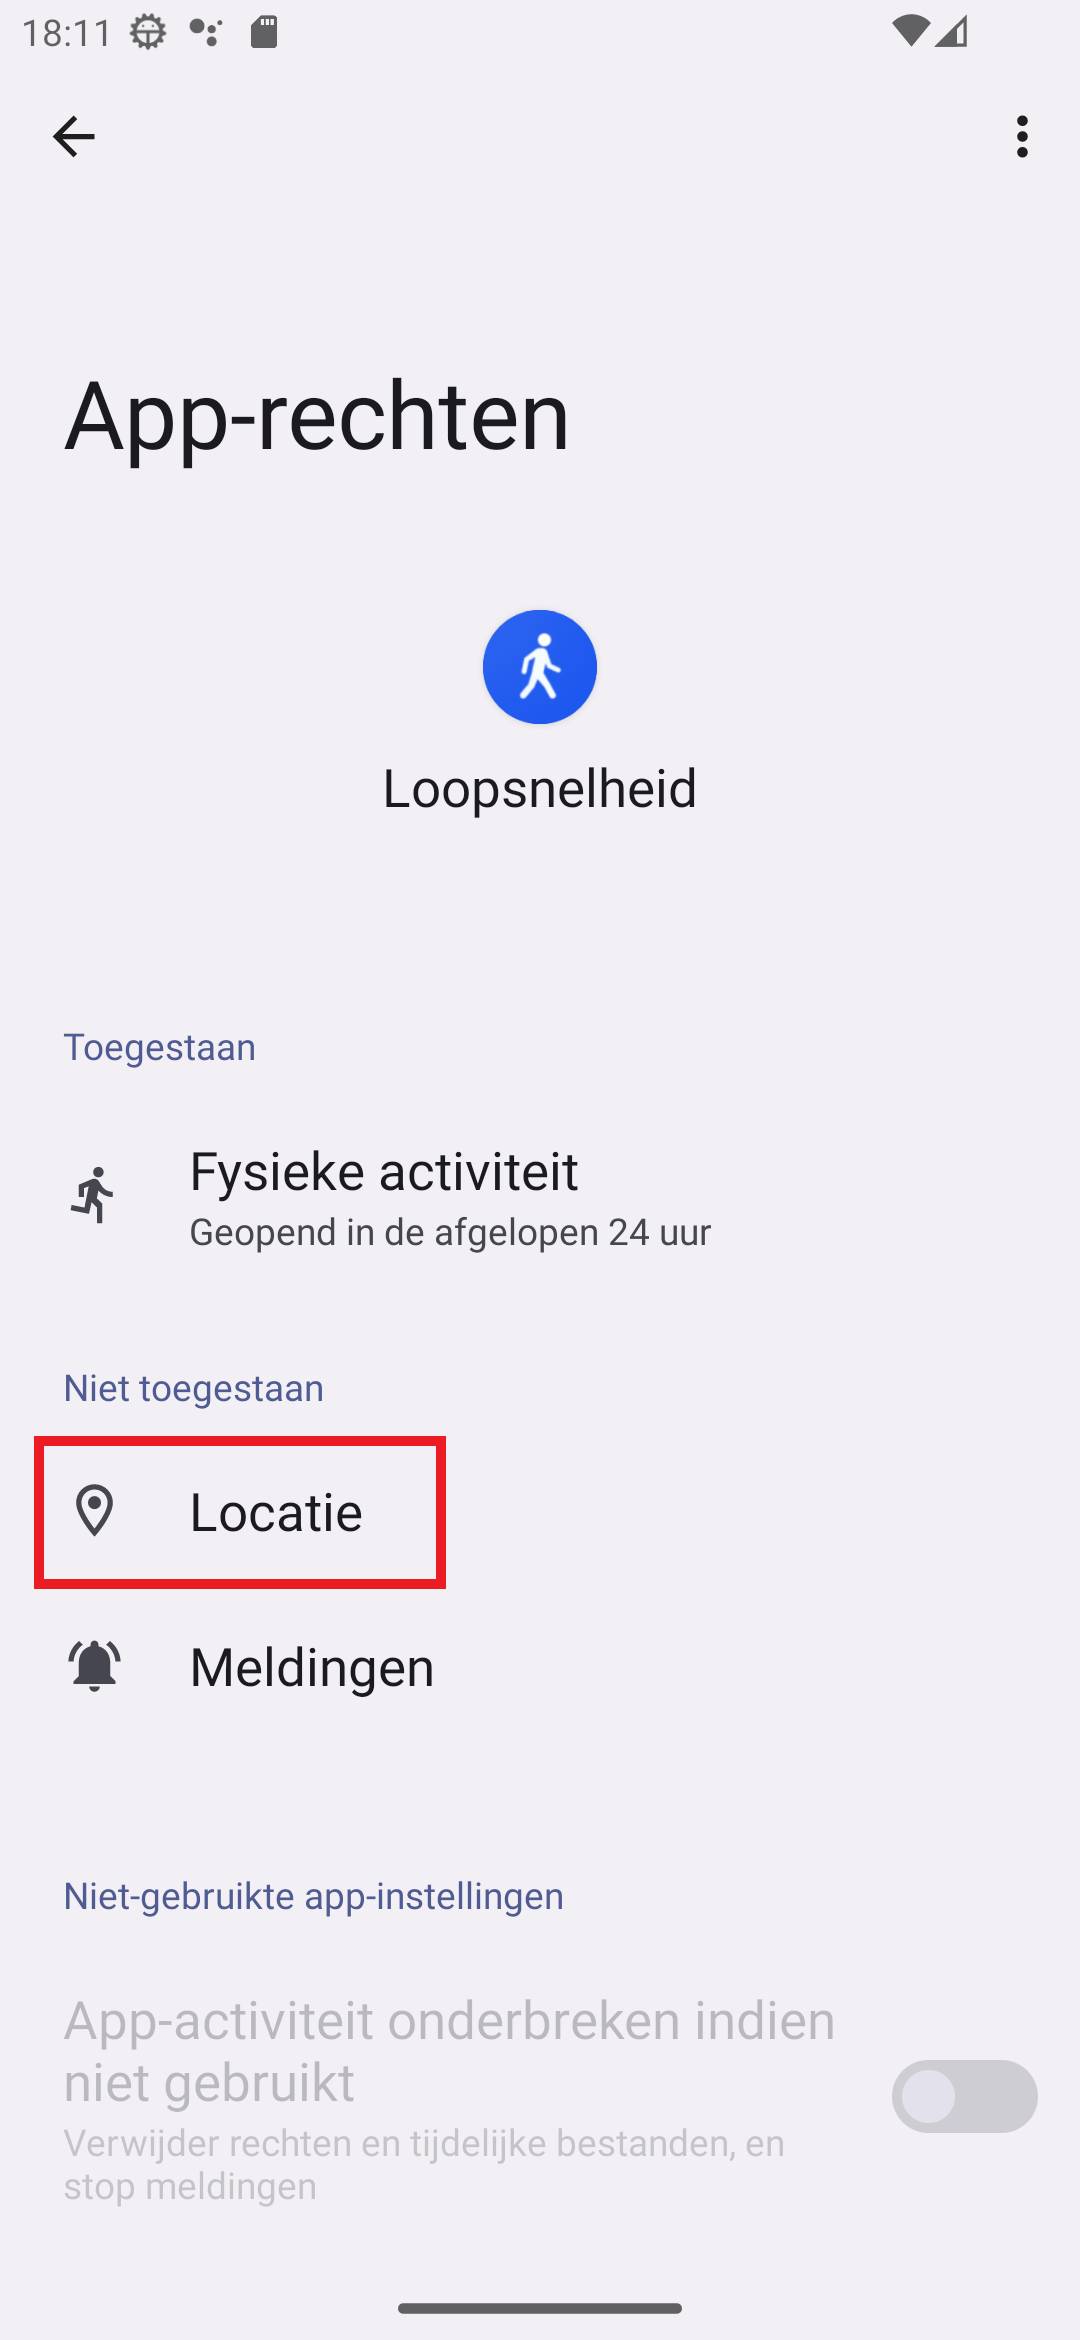 18:11
App-rechten
Loopsnelheid
Toegestaan
Fysieke activiteit
Geopend in de afgelopen 24 uur
Niet toegestaan
Locatie
Meldingen
Niet-gebruikte app-instellingen
App-activiteit onderbreken indien
niet gebruikt
Verwijder rechten en tijdelijke bestanden, en
stop meldingen